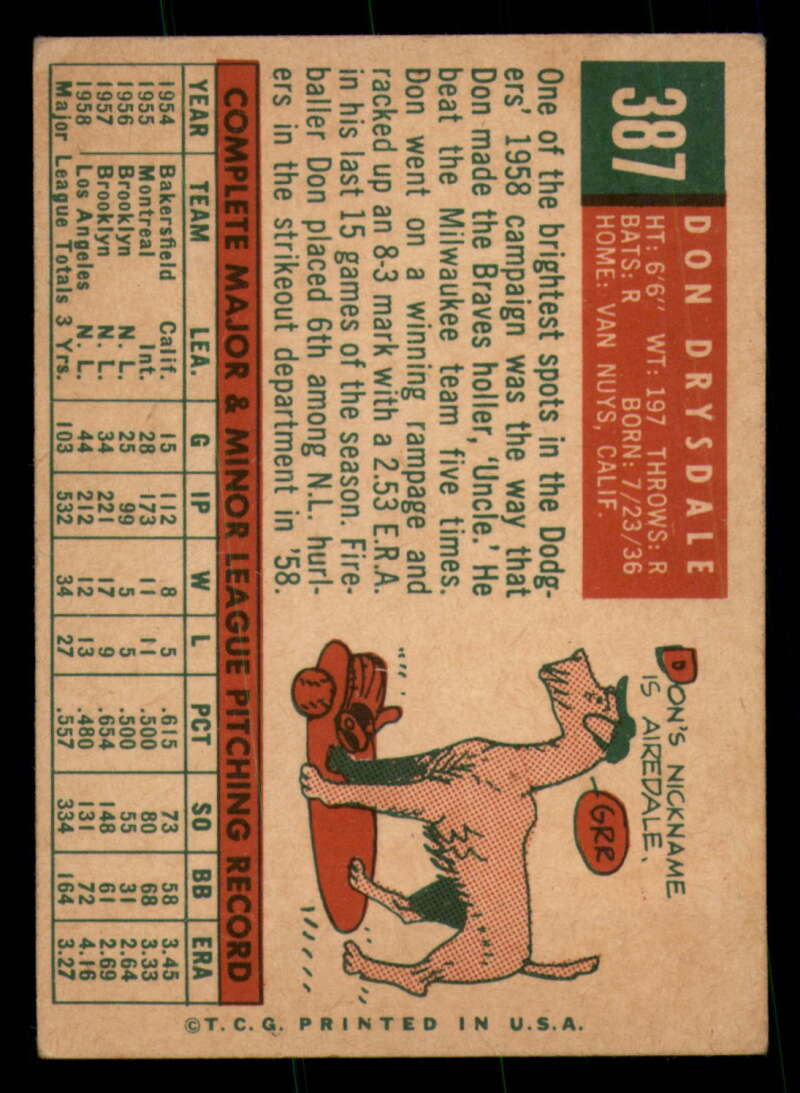 387
DON DRYSDALE
HT: 6'6" WT: 197 THROWS: R
BATS: R BORN: 7/23/36
HOME: VAN NUYS, CALIF.
One of the brightest spots in the Dodg-
ers' 1958 campaign was the way that
Don made the Braves holler, 'Uncle.' He
beat the Milwaukee team five times.
Don went on a winning rampage and
racked up an 8-3 mark with a 2.53 E.R.A.
in his last 15 games of the season. Fire-
baller Don placed 6th among N.L. hurl-
ers in the strikeout department in '58.
DON'S NICKNAME
IS AIREDALE.
GRR
COMPLETE MAJOR & MINOR LEAGUE PITCHING RECORD
YEAR TEAM LEA. G IP W L PCT SO BB ERA
1954 Bakersfield Calif. 15 112 8 5 .615 73 58 3.45
1955 Montreal Int. 28 173 11 11 .500 80 68 3.33
1956 Brooklyn N.L. 25 99 5 5 .500 55 31 2.64
1957 Brooklyn N.L. 34 221 17 9 .654 148 61 2.69
1958 Los Angeles N.L. 44 212 12 13 .480 131 72 4.16
Major League Totals 3 Yrs. 103 532 34 27 .557 334 164 3.27
©T.C.G. PRINTED IN U.S.A.